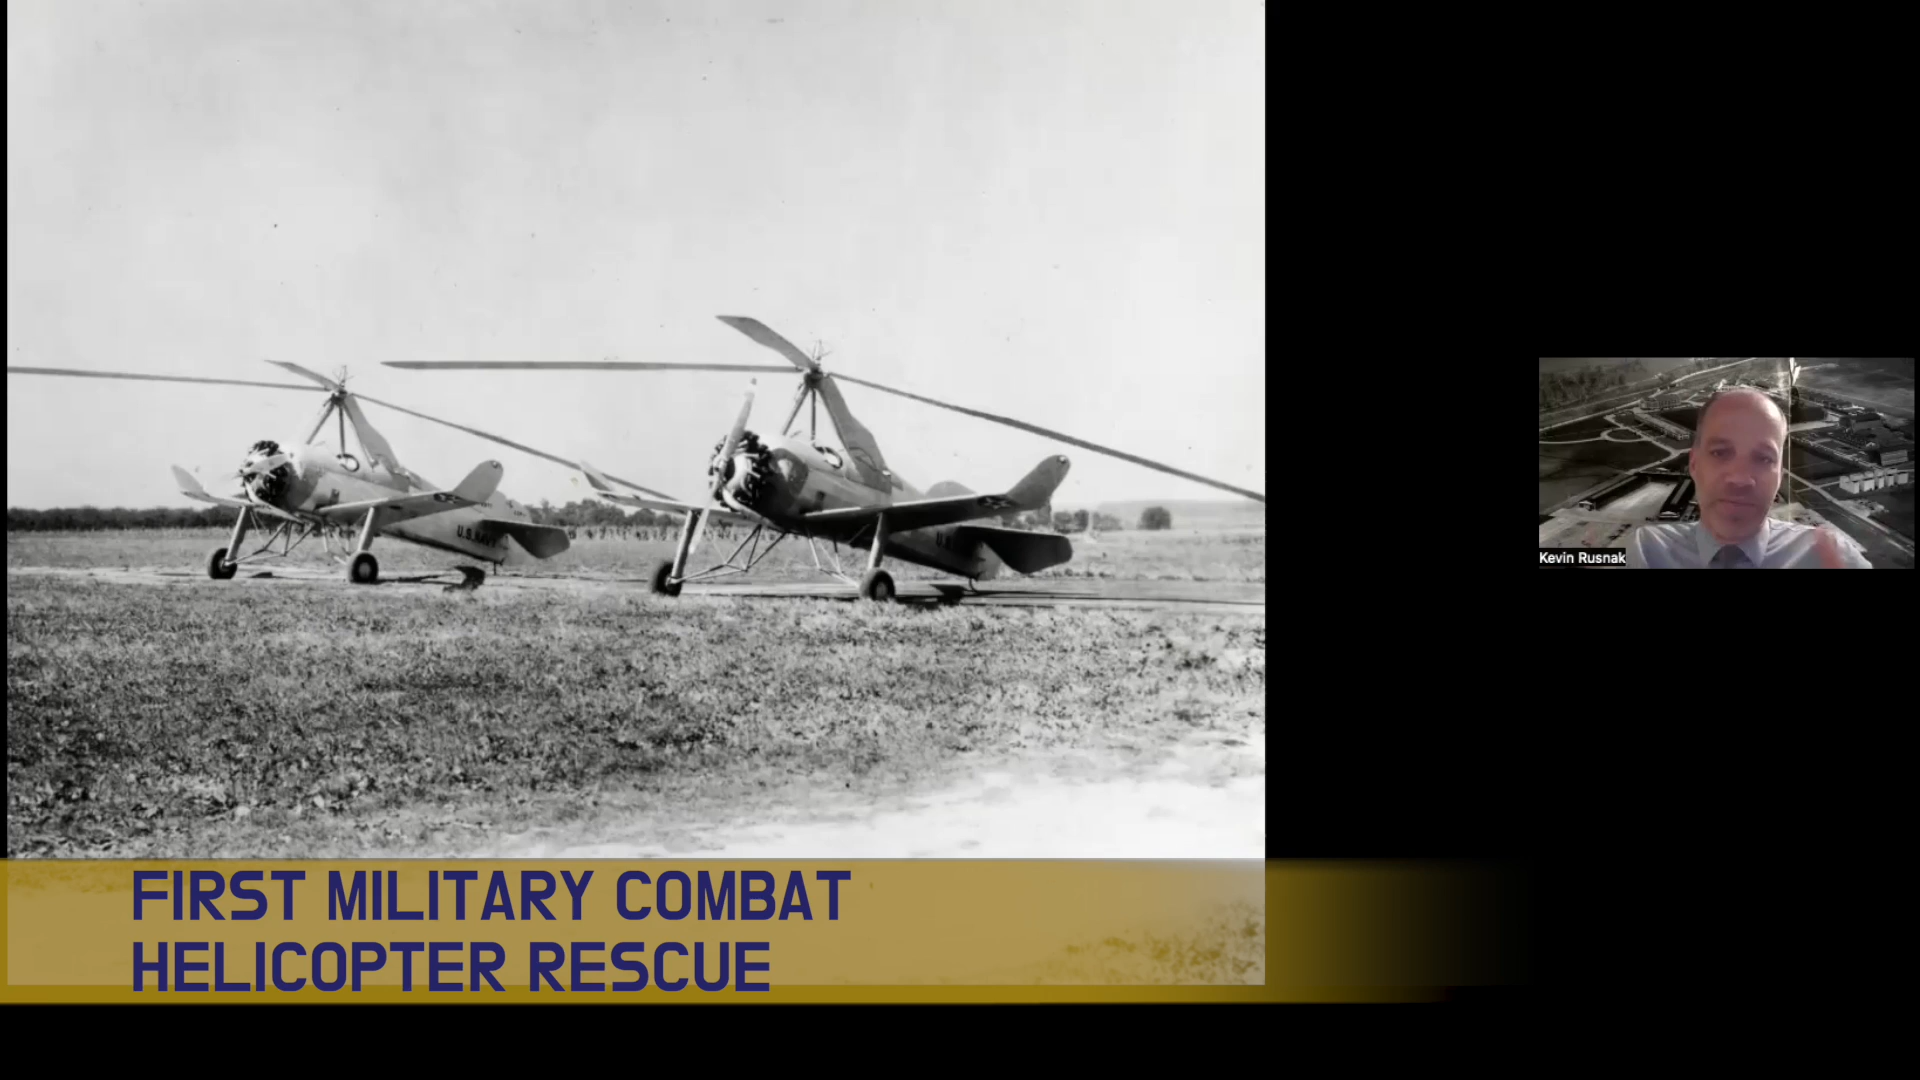 U.S. NAVY
U.S.
Kevin Rusnak
FIRST MILITARY COMBAT
HELICOPTER RESCUE